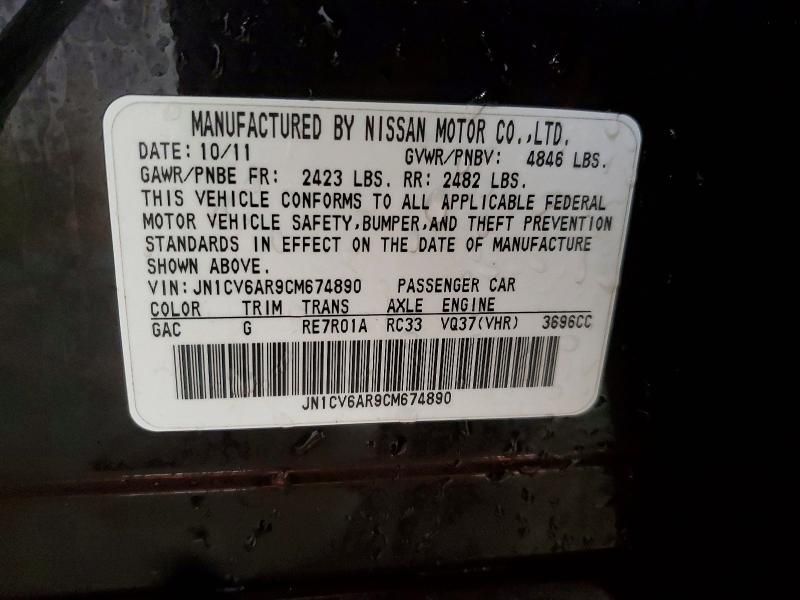 MANUFACTURED BY NISSAN MOTOR CO.,LTD.
DATE: 10/11 GVWR/PNBV: 4846 LBS.
GAWR/PNBE FR: 2423 LBS. RR: 2482 LBS.
THIS VEHICLE CONFORMS TO ALL APPLICABLE FEDERAL
MOTOR VEHICLE SAFETY,BUMPER,AND THEFT PREVENTION
STANDARDS IN EFFECT ON THE DATE OF MANUFACTURE
SHOWN ABOVE.
VIN: JN1CV6AR9CM674890 PASSENGER CAR
COLOR TRIM TRANS AXLE ENGINE
GAC G RE7R01A RC33 VQ37(VHR) 3696CC
JN1CV6AR9CM674890